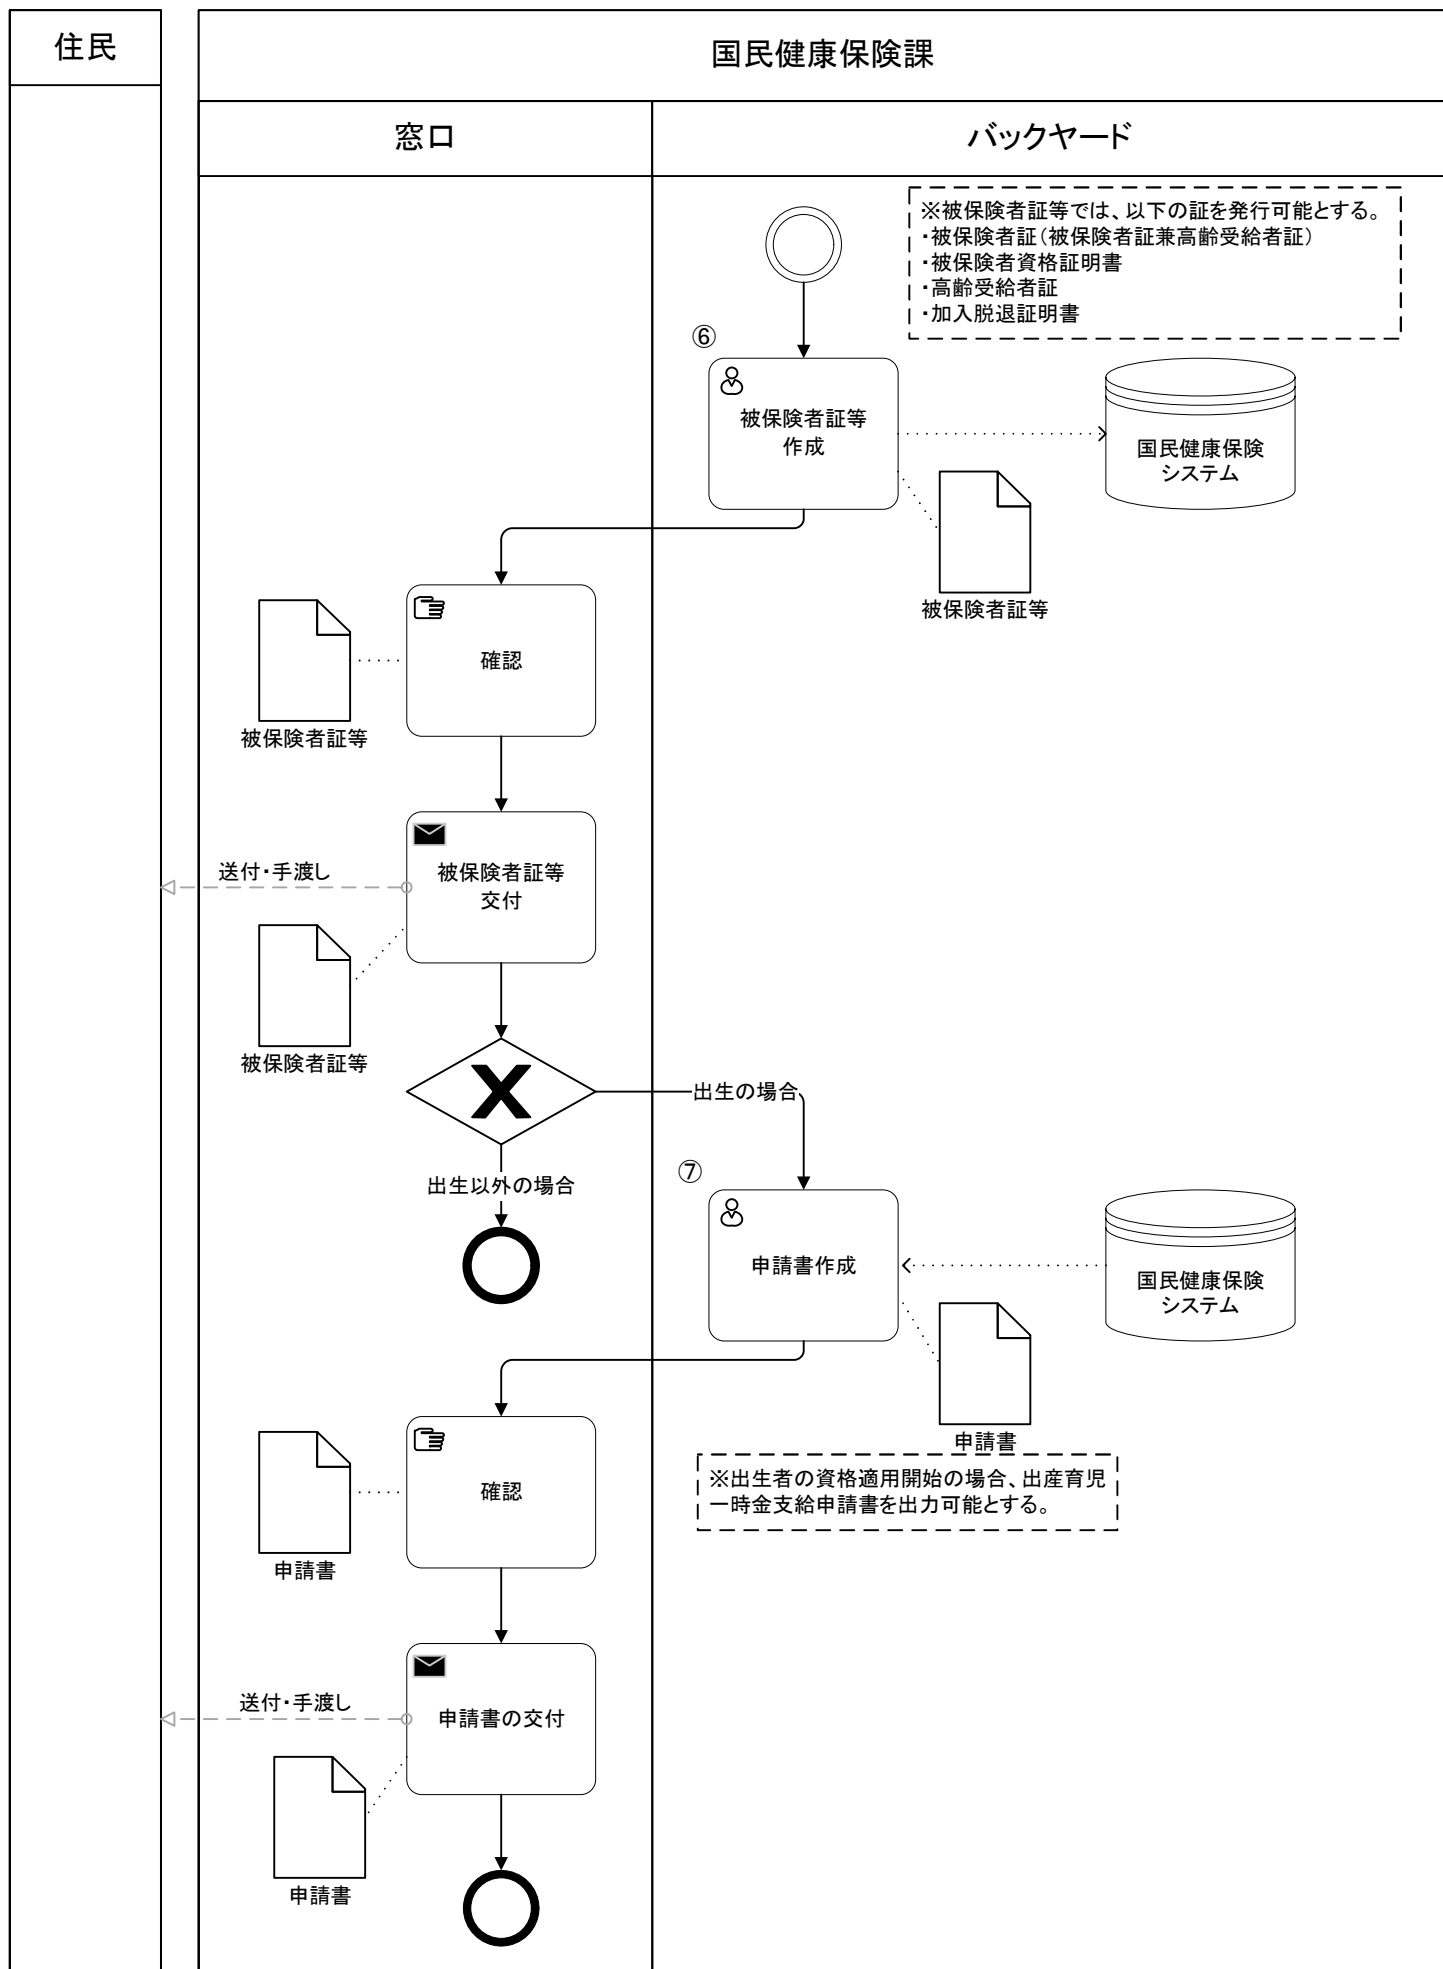 住民
国民健康保険課
窓口
バックヤード
※被保険者証等では、以下の証を発行可能とする。
・被保険者証（被保険者証兼高齢受給者証）
・被保険者資格証明書
・高齢受給者証
・加入脱退証明書
⑥
被保険者証等
作成
国民健康保険
システム
被保険者証等
確認
被保険者証等
送付・手渡し
被保険者証等
交付
被保険者証等
出生の場合
出生以外の場合
⑦
申請書作成
国民健康保険
システム
申請書
※出生者の資格適用開始の場合、出産育児
一時金支給申請書を出力可能とする。
確認
申請書
送付・手渡し
申請書の交付
申請書